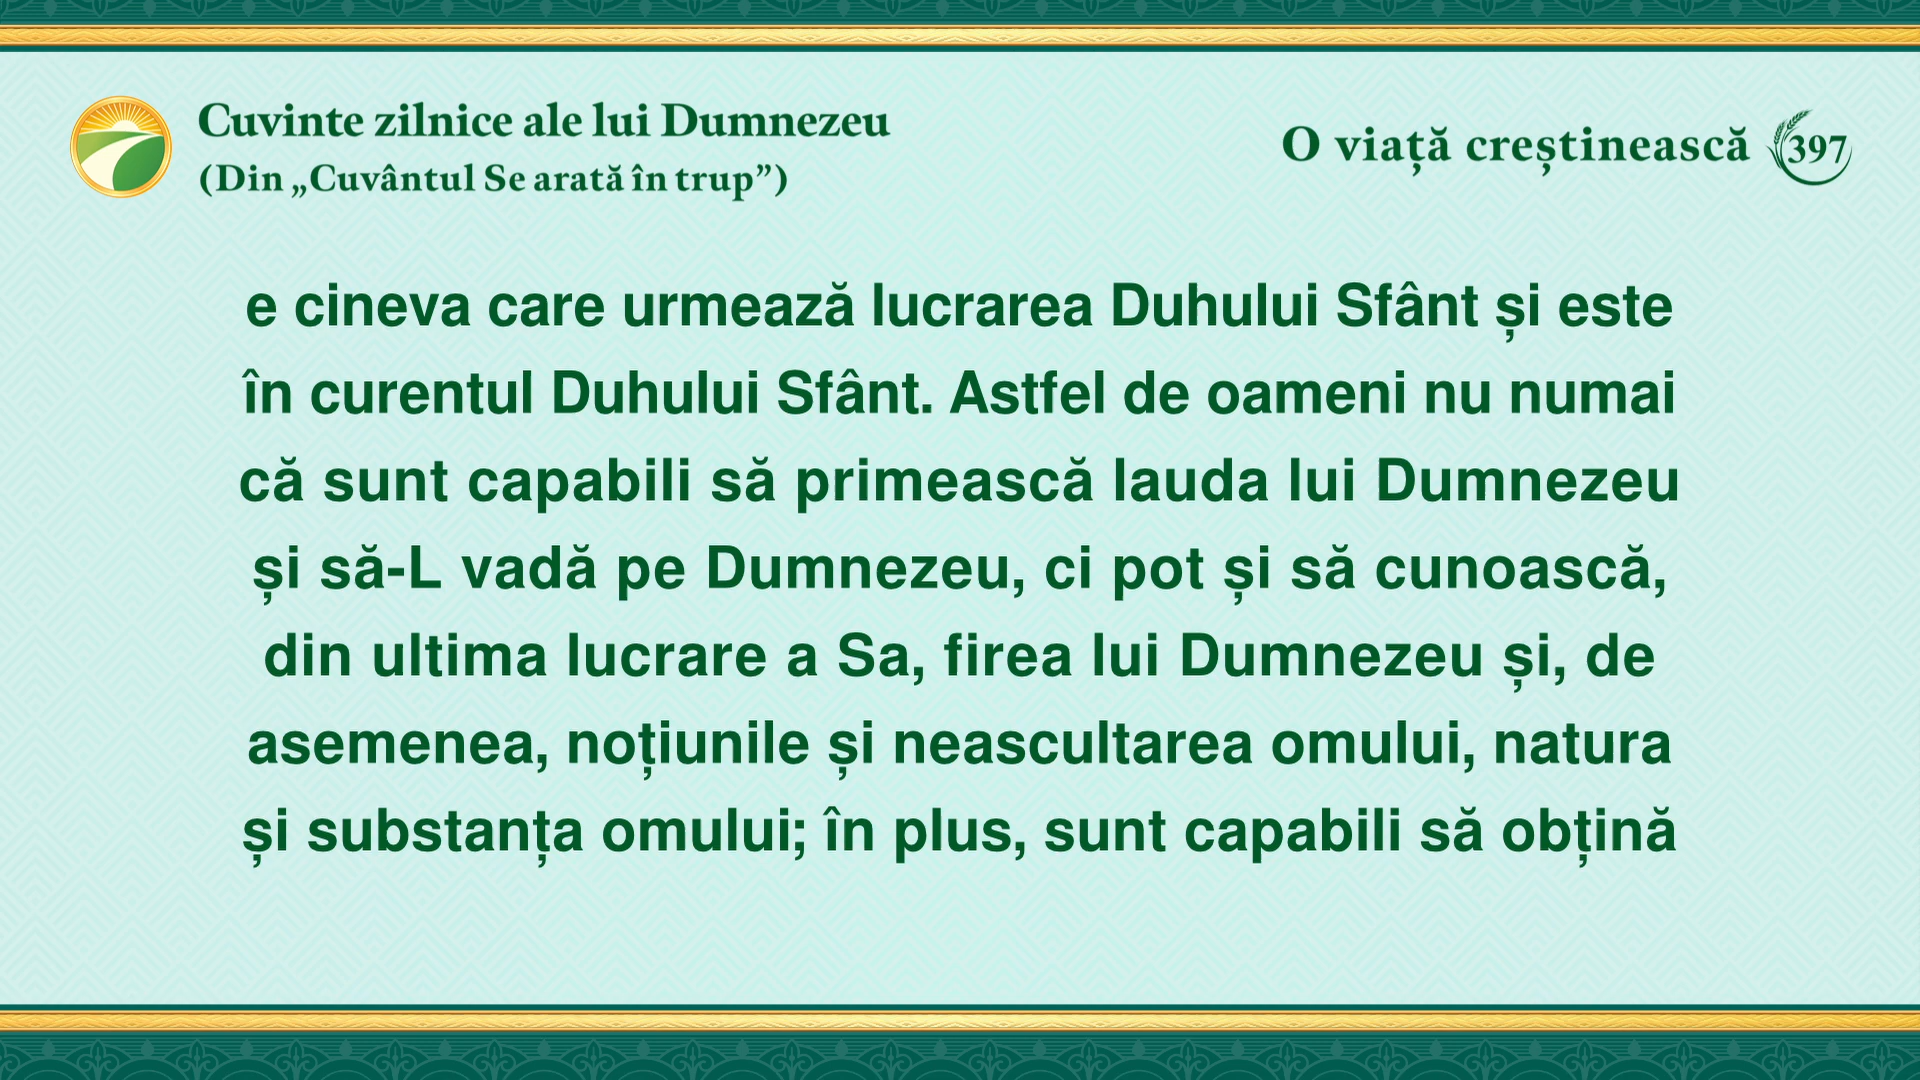 Cuvinte zilnice ale lui Dumnezeu
(Din „Cuvântul Se arată în trup”)
O viață creștinească 397
e cineva care urmează lucrarea Duhului Sfânt și este
în curentul Duhului Sfânt. Astfel de oameni nu numai
că sunt capabili să primească lauda lui Dumnezeu
și să-L vadă pe Dumnezeu, ci pot și să cunoască,
din ultima lucrare a Sa, firea lui Dumnezeu și, de
asemenea, noțiunile și neascultarea omului, natura
și substanța omului; în plus, sunt capabili să obțină